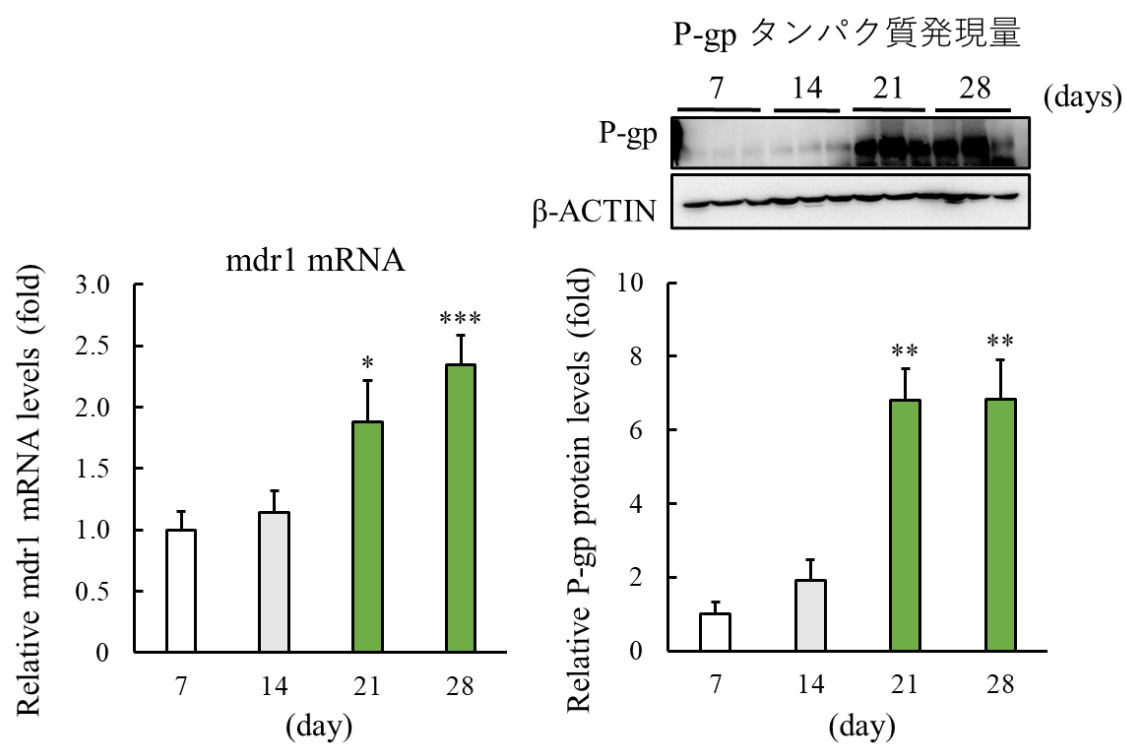 P-gp タンパク質発現量
7 14 21 28 (days)
P-gp
β-ACTIN
mdr1 mRNA
Relative mdr1 mRNA levels (fold)
3.0
2.5
2.0
1.5
1.0
0.5
0
*
***
7 14 21 28
(day)
Relative P-gp protein levels (fold)
10
8
6
4
2
0
**
**
7 14 21 28
(day)